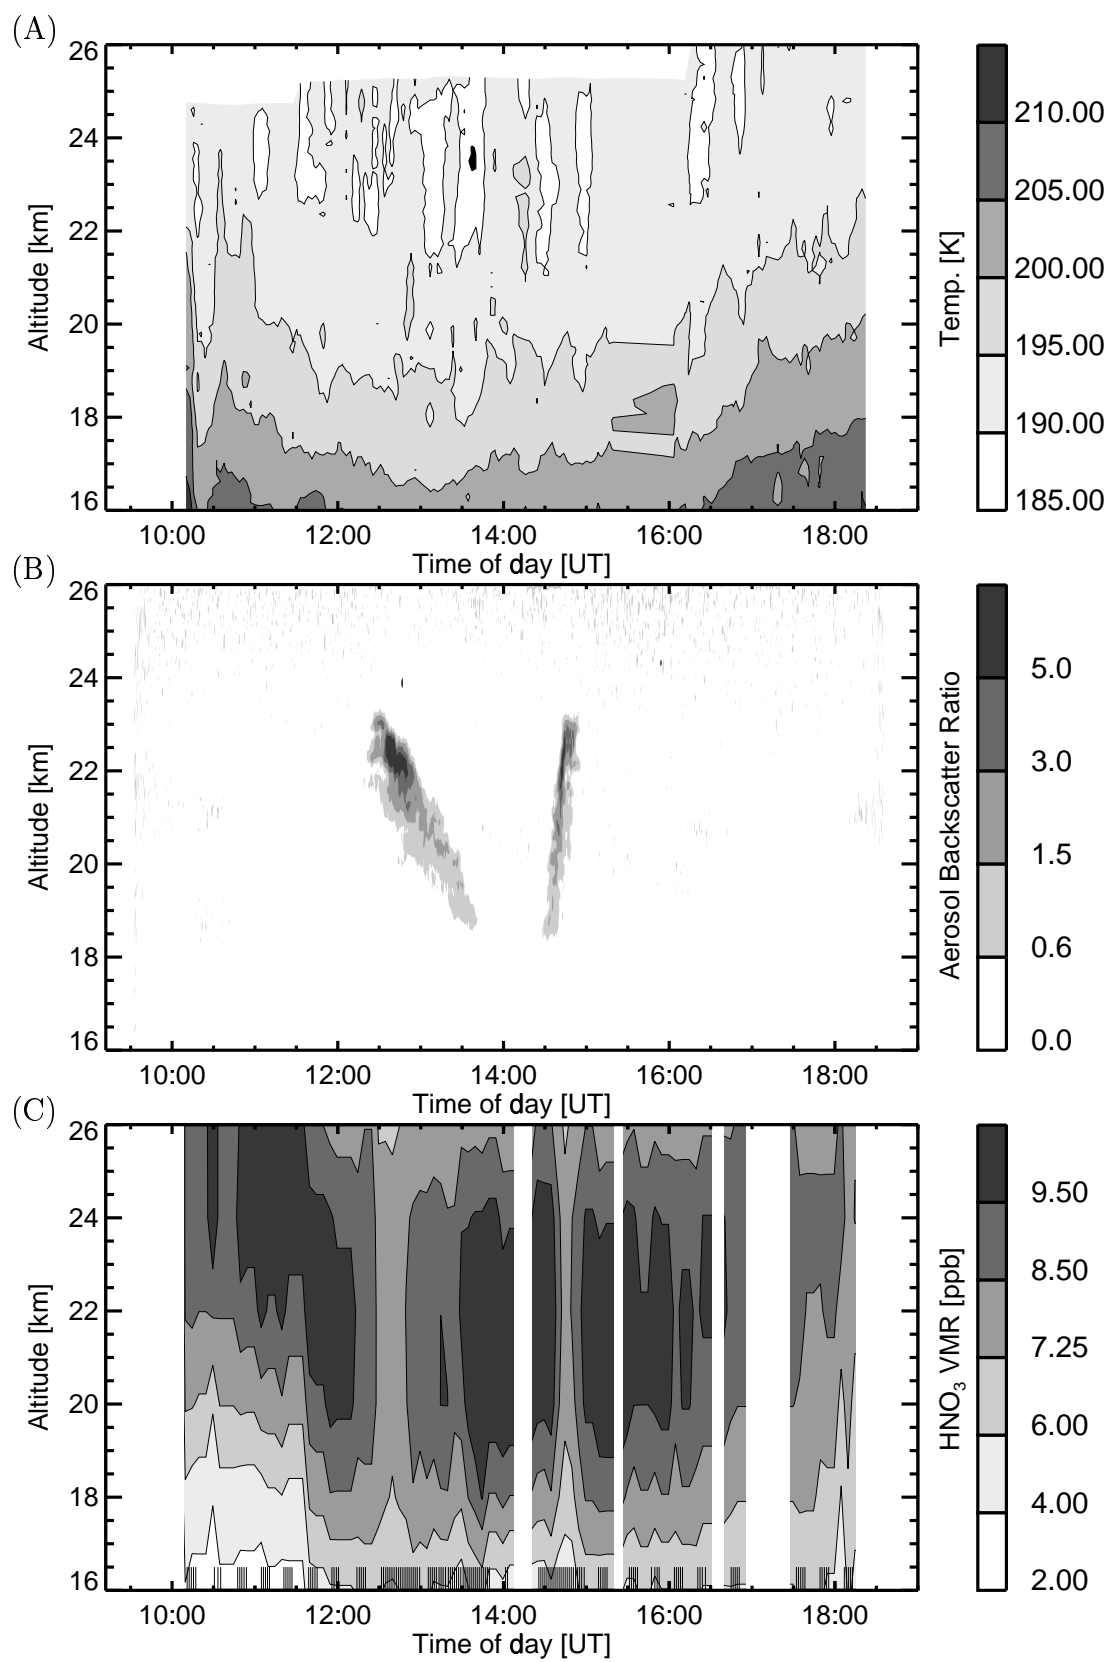 (A)
26
24
22
20
18
16
Altitude [km]
10:00 12:00 14:00 16:00 18:00
Time of day [UT]
Temp. [K]
210.00
205.00
200.00
195.00
190.00
185.00
(B)
26
24
22
20
18
16
Altitude [km]
10:00 12:00 14:00 16:00 18:00
Time of day [UT]
Aerosol Backscatter Ratio
5.0
3.0
1.5
0.6
0.0
(C)
26
24
22
20
18
16
Altitude [km]
10:00 12:00 14:00 16:00 18:00
Time of day [UT]
HNO₃ VMR [ppb]
9.50
8.50
7.25
6.00
4.00
2.00